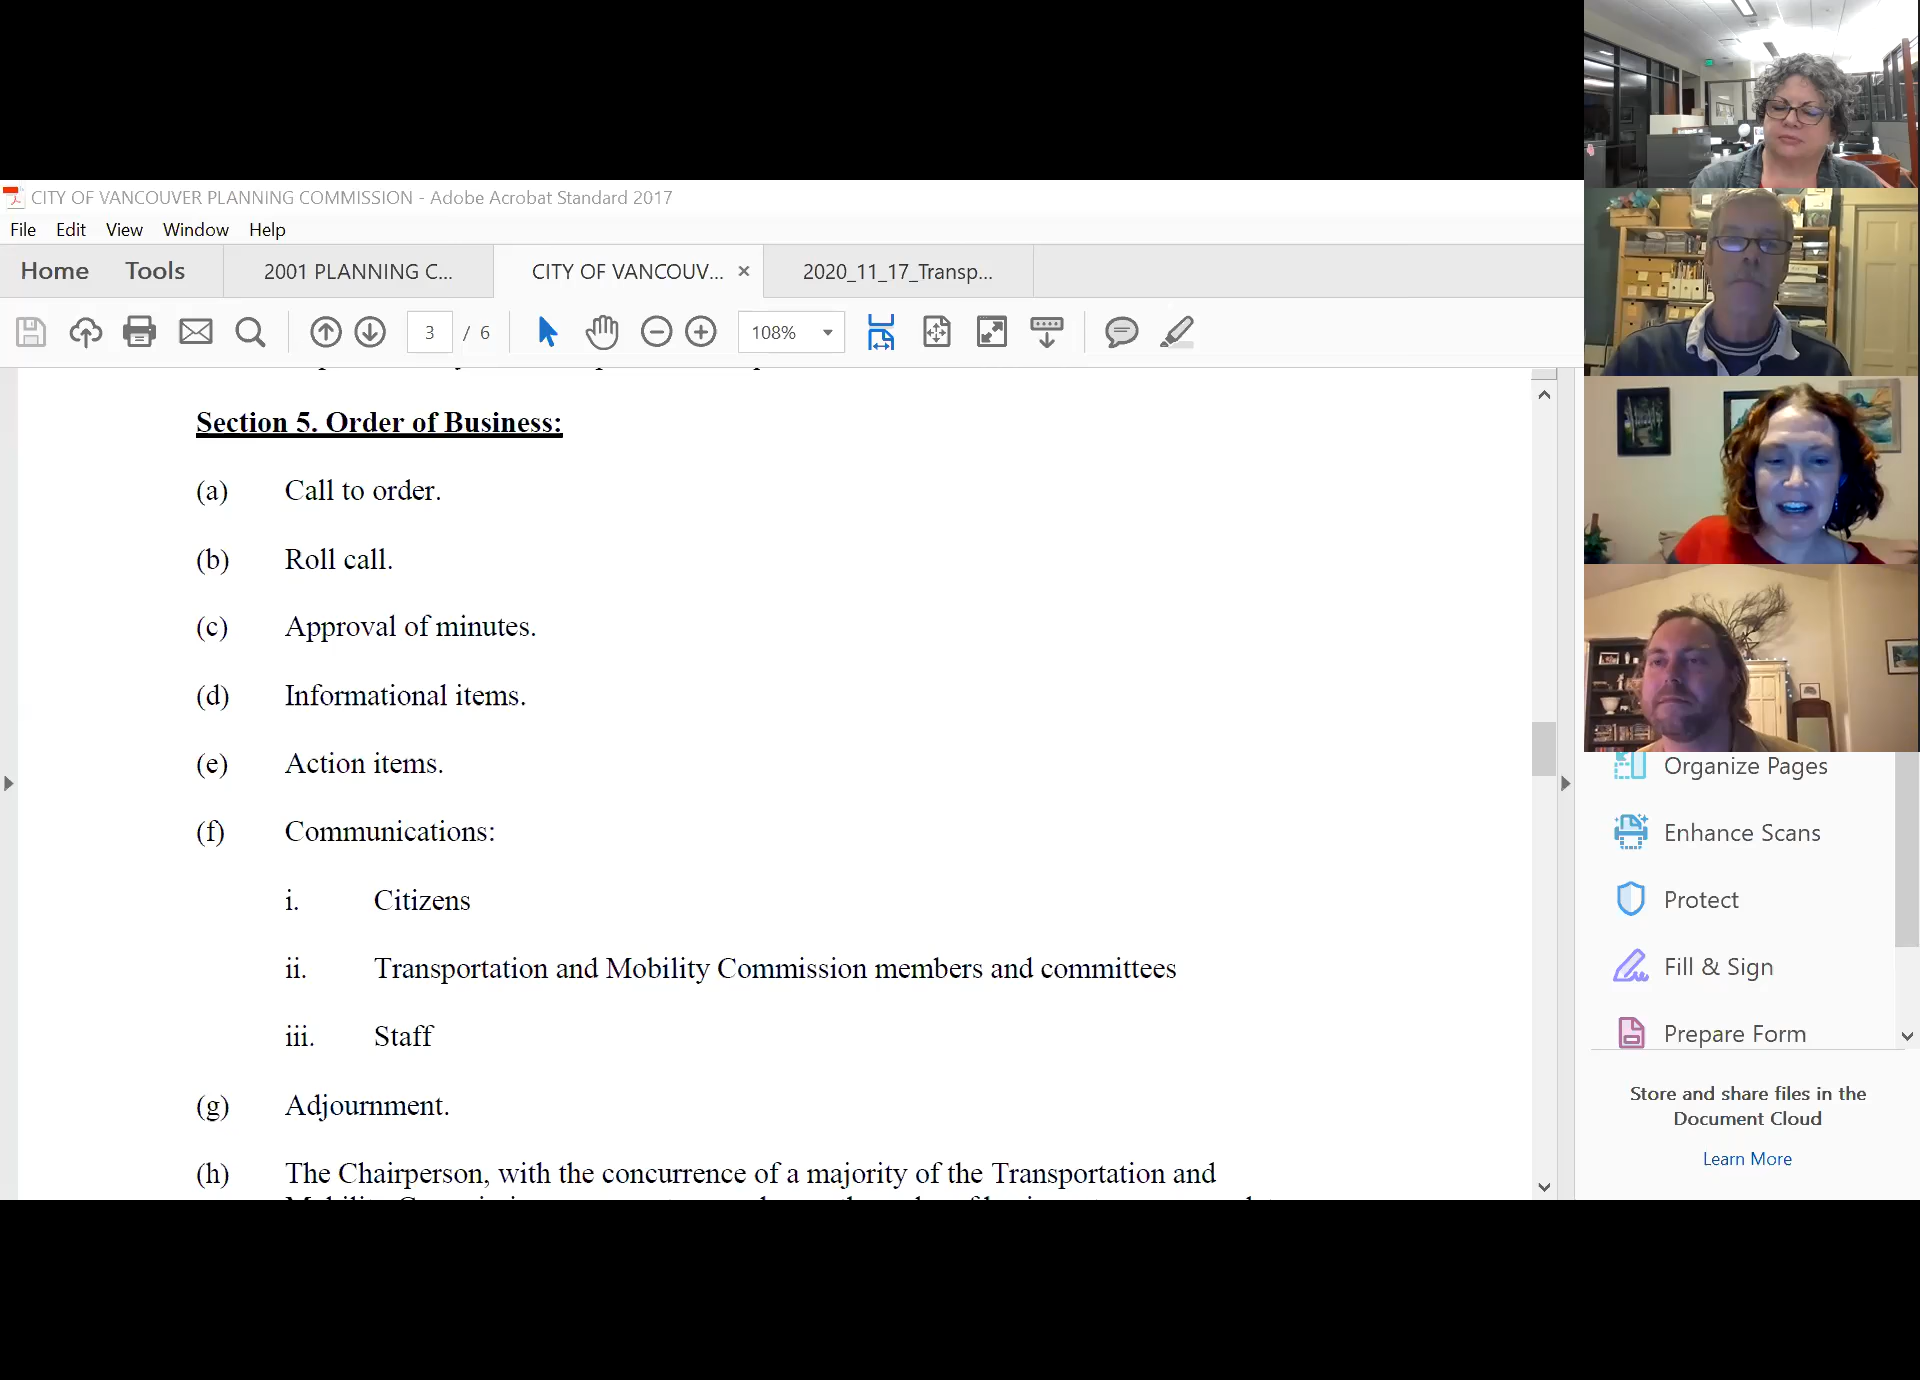 CITY OF VANCOUVER PLANNING COMMISSION - Adobe Acrobat Standard 2017
File Edit View Window Help
Home Tools 2001 PLANNING C... CITY OF VANCOUV... × 2020_11_17_Transp...
3 / 6 108%
Section 5. Order of Business:
(a) Call to order.
(b) Roll call.
(c) Approval of minutes.
(d) Informational items.
(e) Action items.
(f) Communications:
i. Citizens
ii. Transportation and Mobility Commission members and committees
iii. Staff
(g) Adjournment.
(h) The Chairperson, with the concurrence of a majority of the Transportation and
Organize Pages
Enhance Scans
Protect
Fill & Sign
Prepare Form
Store and share files in the
Document Cloud
Learn More